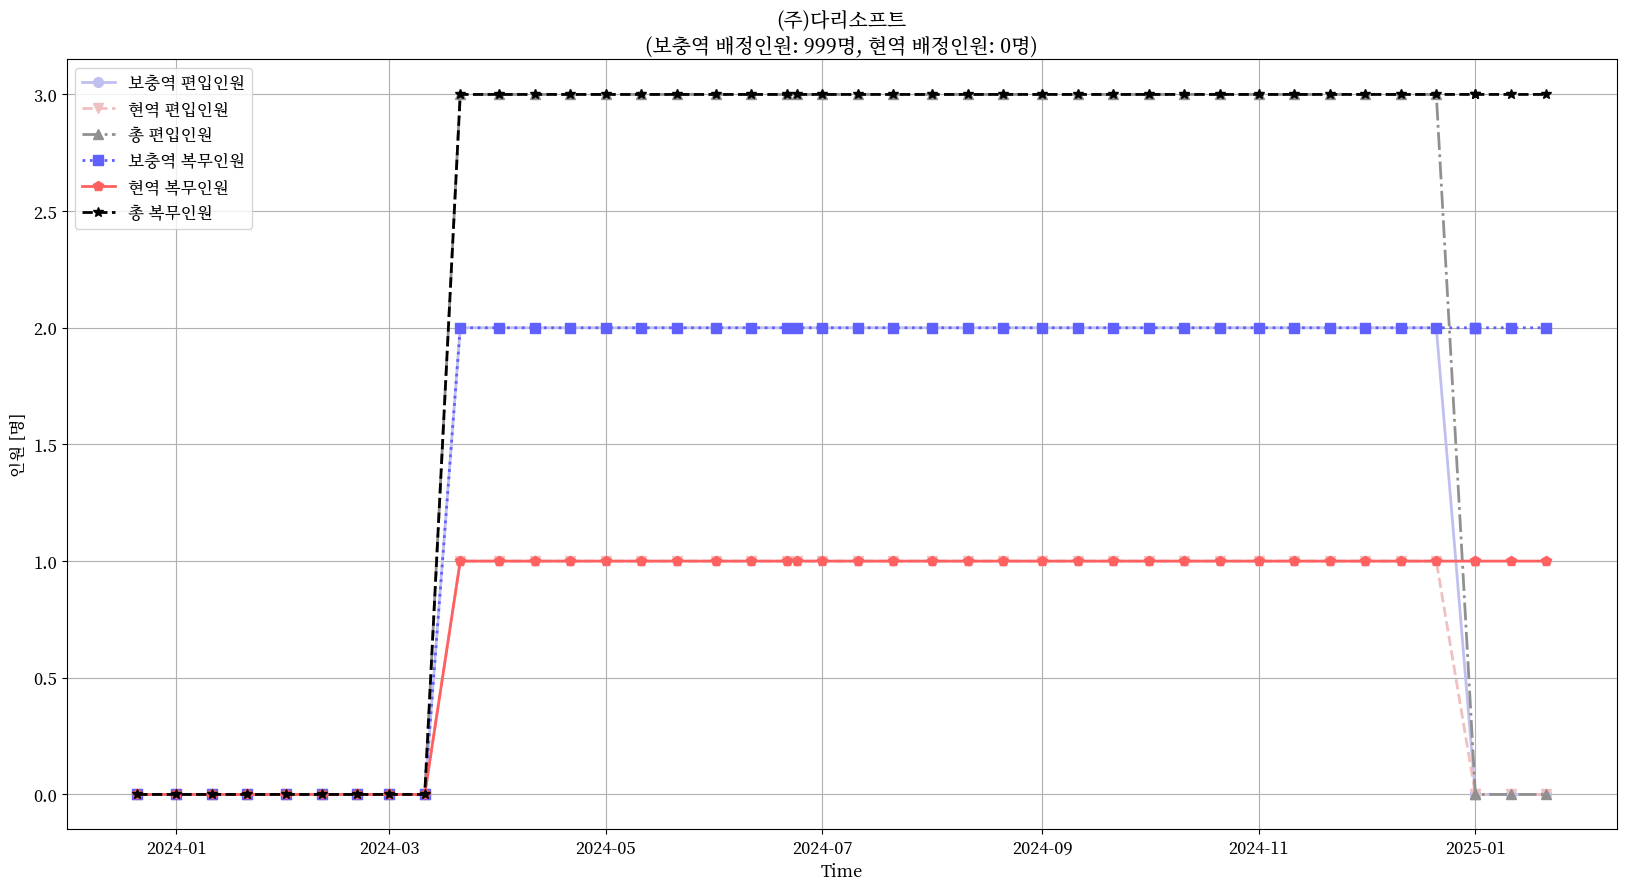 (주)다리소프트
(보충역 배정인원: 999명, 현역 배정인원: 0명)
보충역 편입인원
현역 편입인원
총 편입인원
보충역 복무인원
현역 복무인원
총 복무인원
3.0
2.5
2.0
1.5
1.0
0.5
0.0
인원 [명]
2024-01
2024-03
2024-05
2024-07
2024-09
2024-11
2025-01
Time